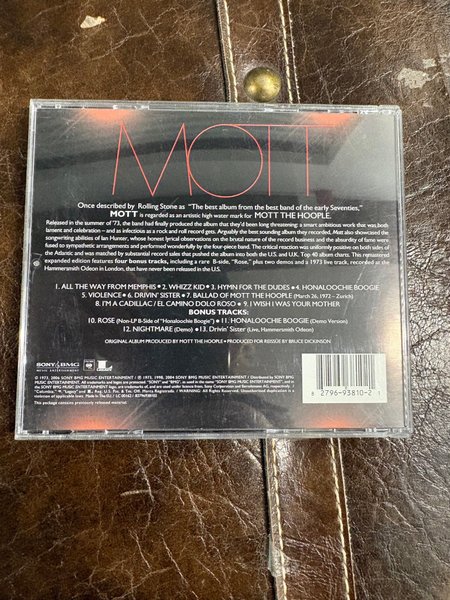 MOTT
Once described by Rolling Stone as "The best album from the best band of the early Seventies,"
MOTT is regarded as an artistic high water mark for MOTT THE HOOPLE.
Released in the summer of '73, the band had finally produced the album that they'd been long threatening: a smart ambitious work that was both
lament and celebration – and as infectious as a rock and roll record gets. Arguably the best sounding album they recorded, Mott also showcased the
songwriting abilities of Ian Hunter, whose honest lyrical observations on the brutal nature of the record business and the absurdity of fame were
fused to sympathetic arrangements and performed wonderfully by the four-piece band. The critical reaction was uniformly positive on both sides of
the Atlantic and was matched by substantial record sales that pushed the album into both the U.S. and U.K. Top 40 album charts. This remastered
expanded edition features four bonus tracks, including a rare B-side, "Rose," plus two demos and a 1973 live track, recorded at the
Hammersmith Odeon in London, that have never been released in the U.S.
1. ALL THE WAY FROM MEMPHIS • 2. WHIZZ KID • 3. HYMN FOR THE DUDES • 4. HONALOOCHIE BOOGIE
5. VIOLENCE • 6. DRIVIN' SISTER • 7. BALLAD OF MOTT THE HOOPLE (March 26, 1972 – Zurich)
8. I'M A CADILLAC / EL CAMINO DOLO ROSO • 9. I WISH I WAS YOUR MOTHER
BONUS TRACKS:
10. ROSE (Non-LP B-Side of "Honaloochie Boogie") • 11. HONALOOCHIE BOOGIE (Demo Version)
12. NIGHTMARE (Demo) • 13. Drivin' Sister (Live, Hammersmith Odeon)
ORIGINAL ALBUM PRODUCED BY MOTT THE HOOPLE • PRODUCED FOR REISSUE BY BRUCE DICKINSON
SONY BMG
MUSIC ENTERTAINMENT
8 2796-93810-2 1